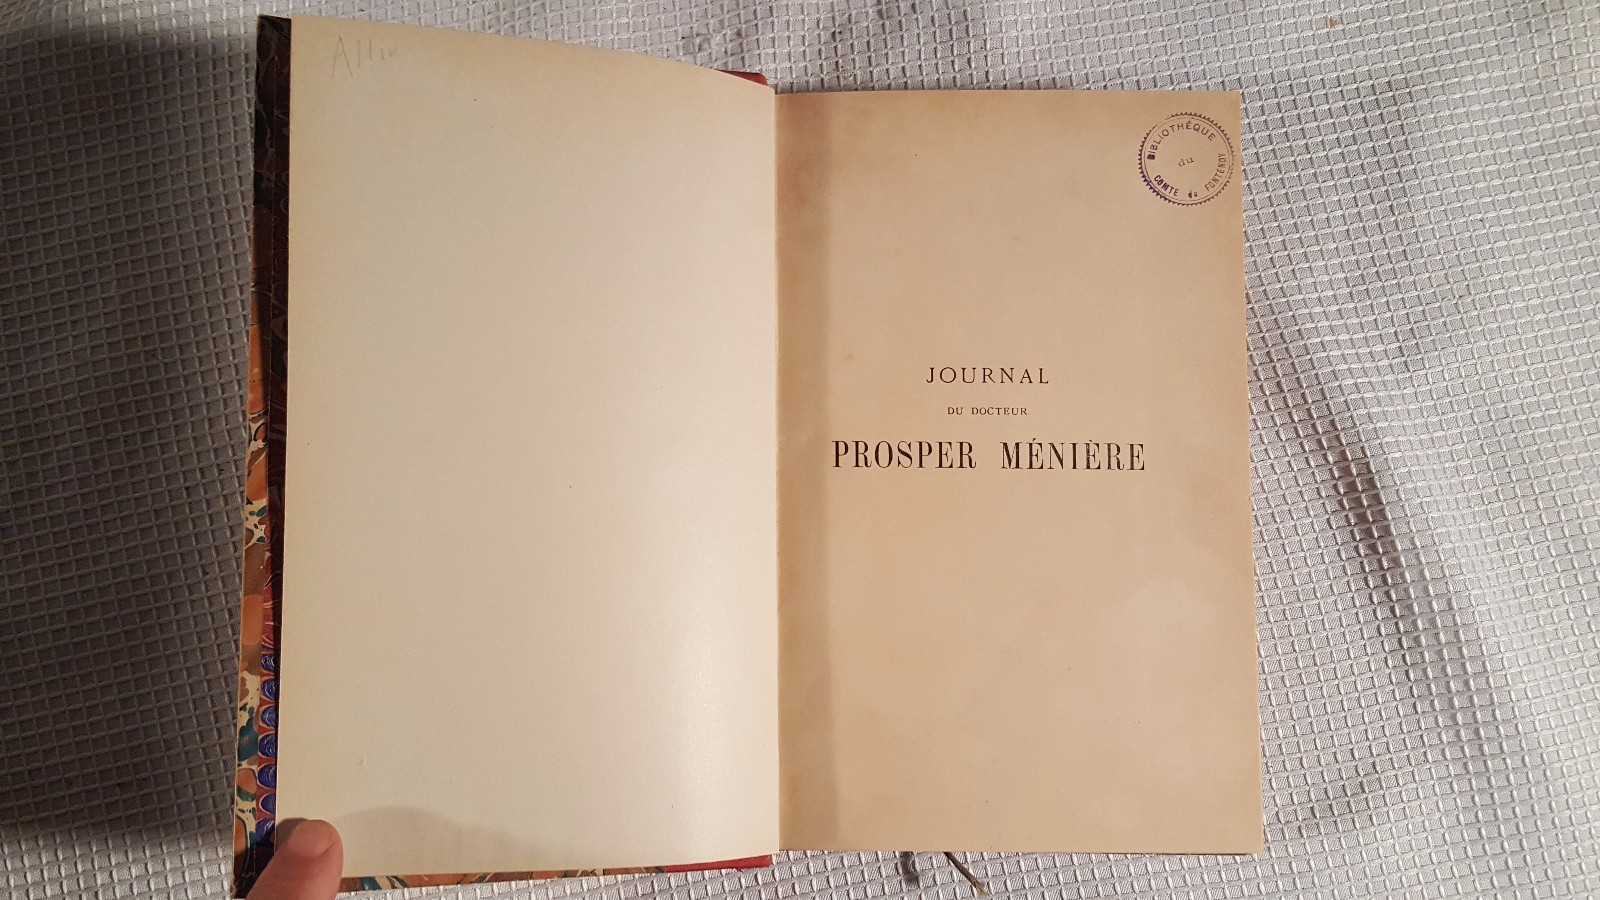 BIBLIOTHÈQUE
du
COMTE de FONTENOY
JOURNAL
DU DOCTEUR
PROSPER MÉNIÈRE